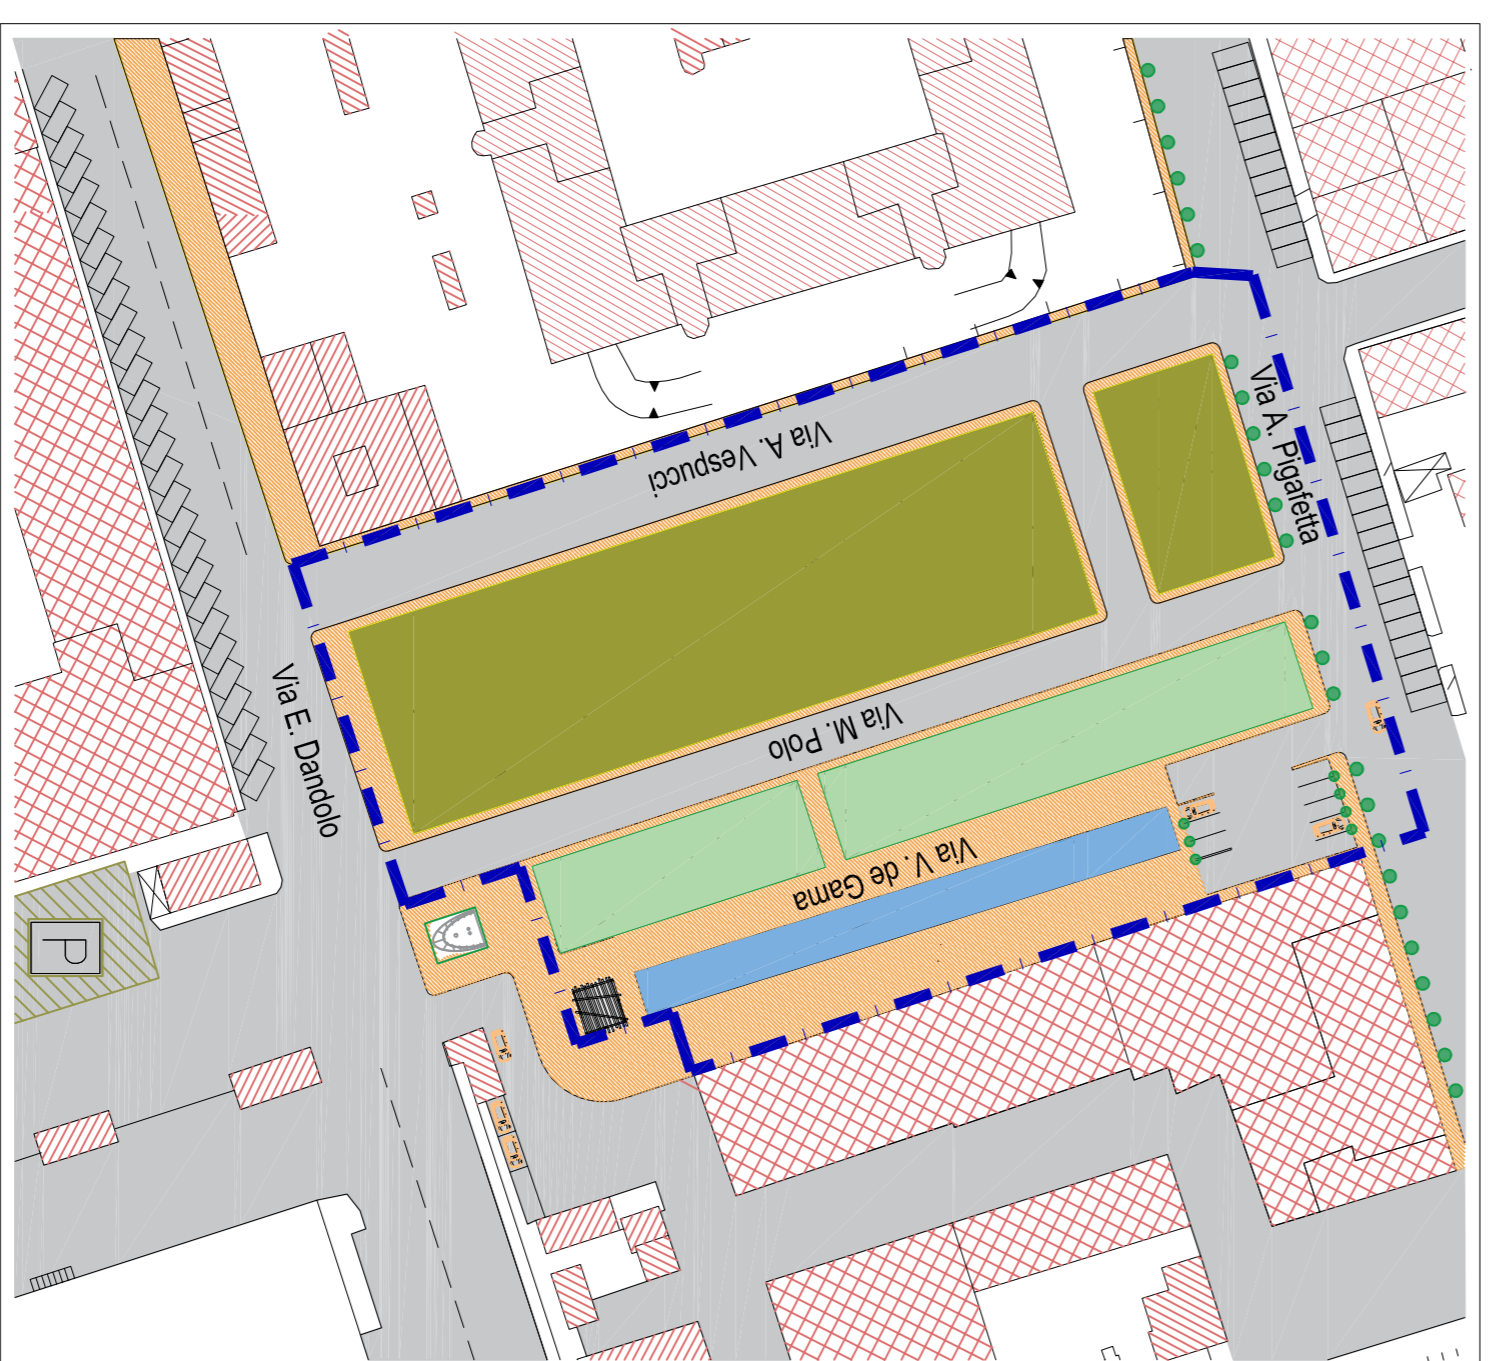 Via A. Vespucci
Via A. Pigafetta
Via E. Dandolo
Via M. Polo
Via V. de Gama
P